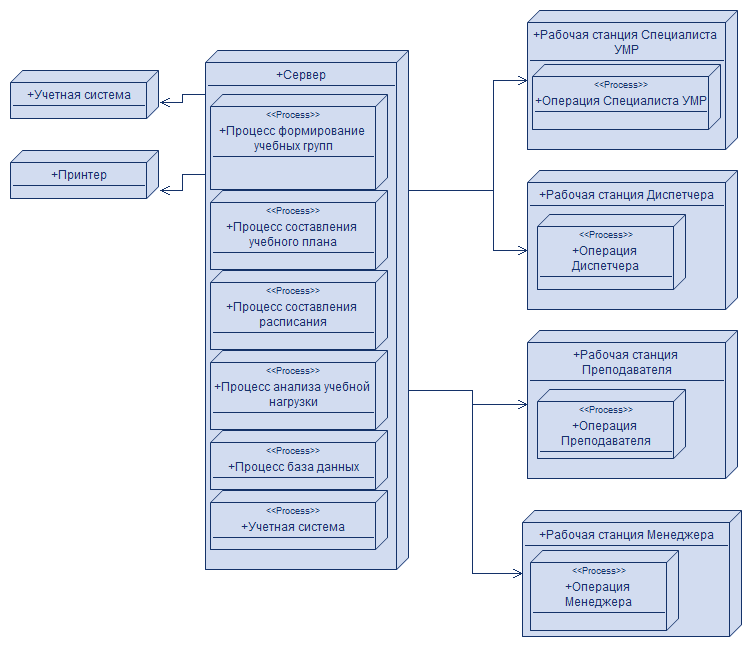 +Учетная система
+Принтер
+Сервер
<<Process>>
+Процесс формирование
учебных групп
<<Process>>
+Процесс составления
учебного плана
<<Process>>
+Процесс составления
расписания
<<Process>>
+Процесс анализа учебной
нагрузки
<<Process>>
+Процесс база данных
<<Process>>
+Учетная система
+Рабочая станция Специалиста
УМР
<<Process>>
+Операция Специалиста УМР
+Рабочая станция Диспетчера
<<Process>>
+Операция
Диспетчера
+Рабочая станция
Преподавателя
<<Process>>
+Операция
Преподавателя
+Рабочая станция Менеджера
<<Process>>
+Операция
Менеджера